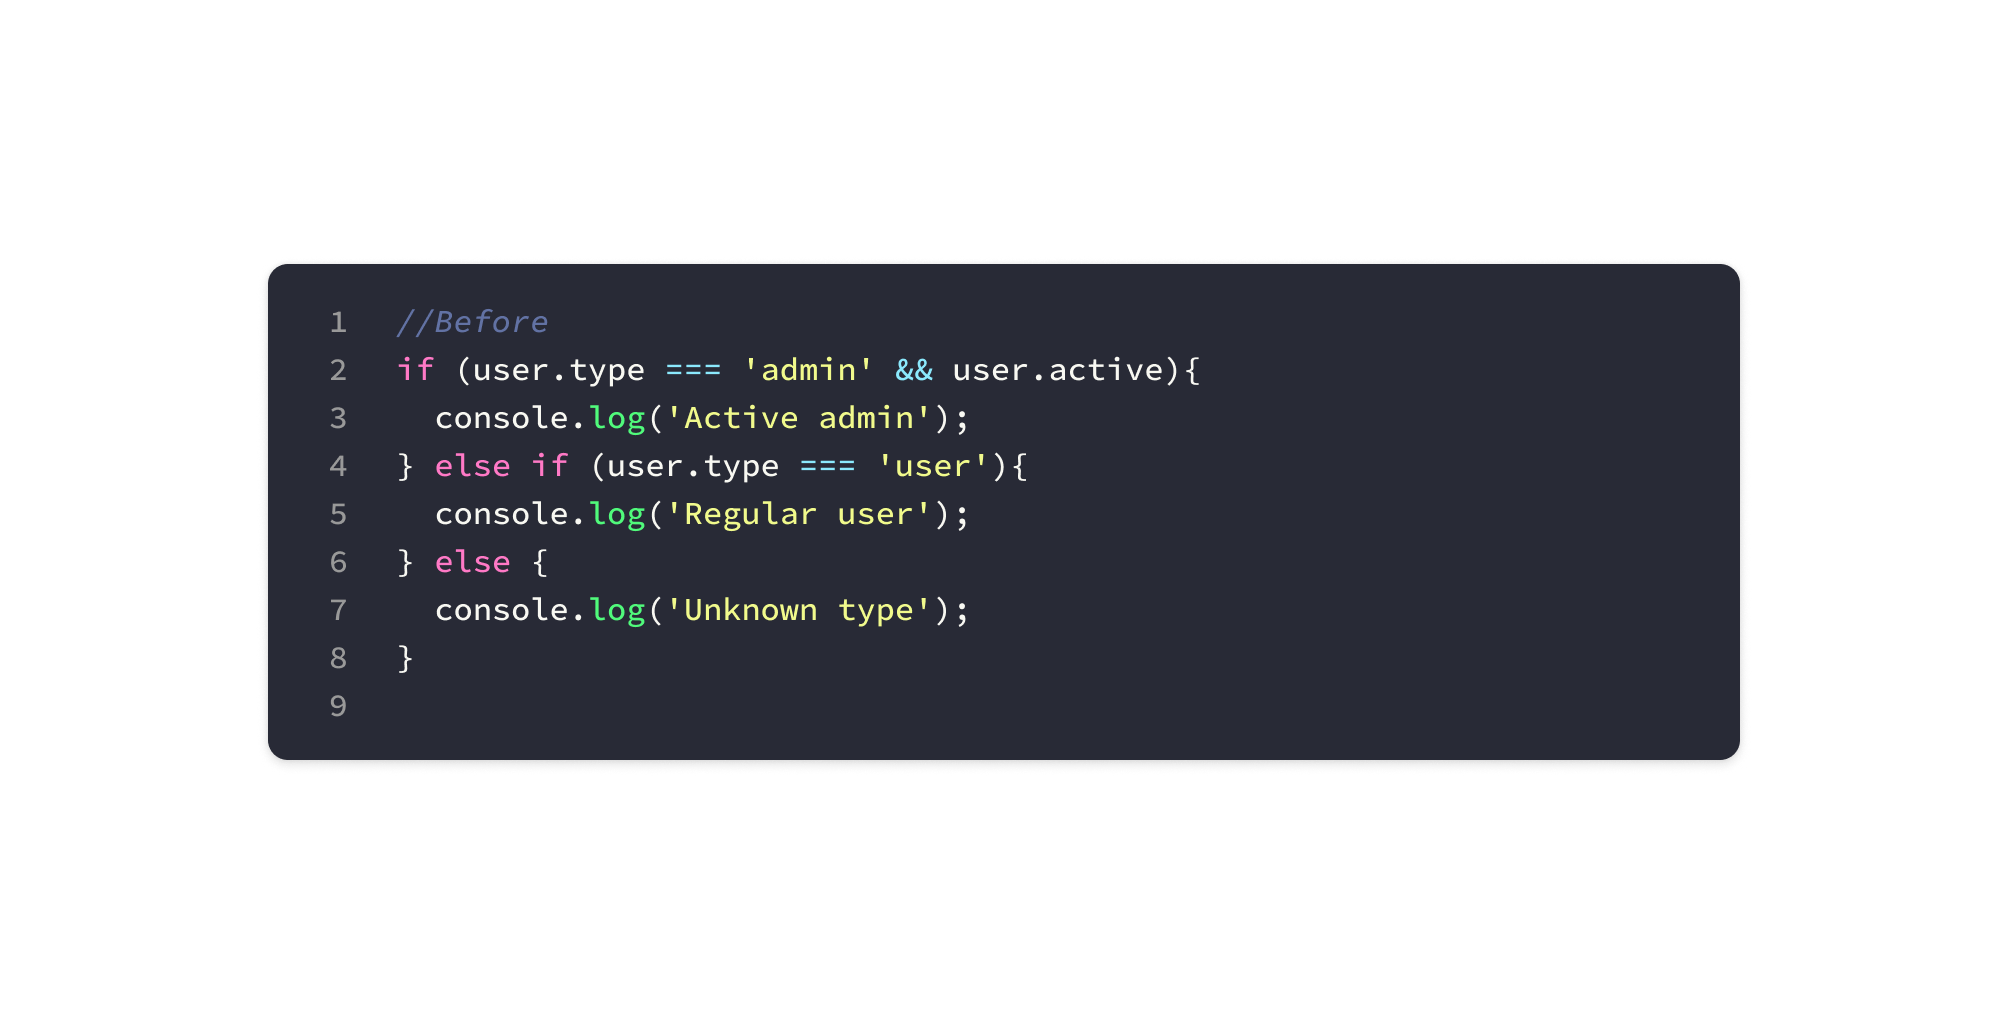 1 //Before
2 if (user.type === 'admin' && user.active){
3   console.log('Active admin');
4 } else if (user.type === 'user'){
5   console.log('Regular user');
6 } else {
7   console.log('Unknown type');
8 }
9